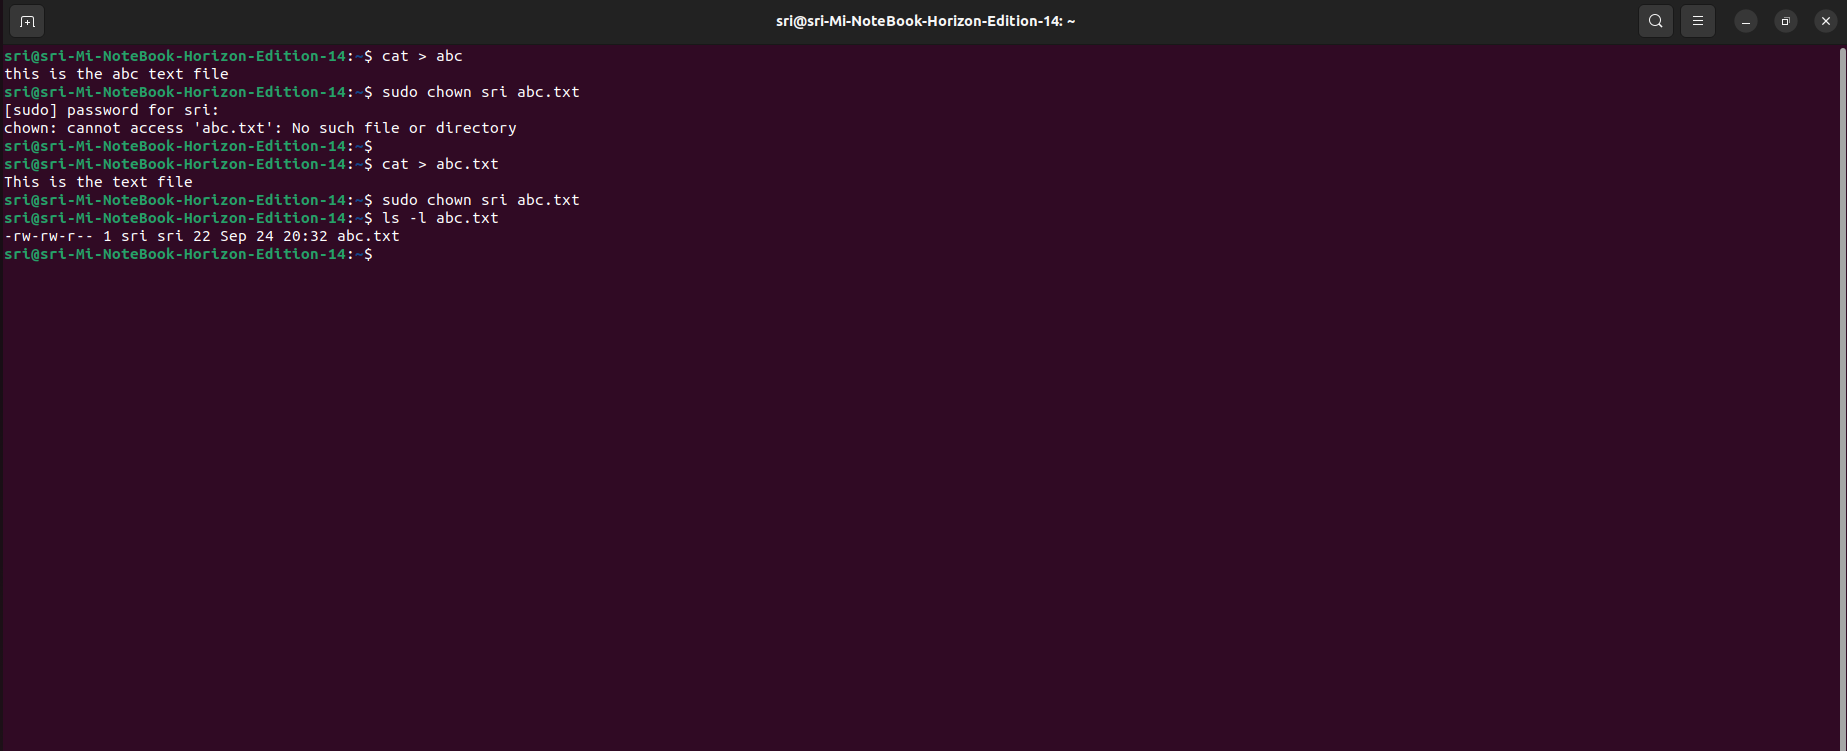 sri@sri-Mi-NoteBook-Horizon-Edition-14: ~
sri@sri-Mi-NoteBook-Horizon-Edition-14:~$ cat > abc
this is the abc text file
sri@sri-Mi-NoteBook-Horizon-Edition-14:~$ sudo chown sri abc.txt
[sudo] password for sri:
chown: cannot access 'abc.txt': No such file or directory
sri@sri-Mi-NoteBook-Horizon-Edition-14:~$
sri@sri-Mi-NoteBook-Horizon-Edition-14:~$ cat > abc.txt
This is the text file
sri@sri-Mi-NoteBook-Horizon-Edition-14:~$ sudo chown sri abc.txt
sri@sri-Mi-NoteBook-Horizon-Edition-14:~$ ls -l abc.txt
-rw-rw-r-- 1 sri sri 22 Sep 24 20:32 abc.txt
sri@sri-Mi-NoteBook-Horizon-Edition-14:~$